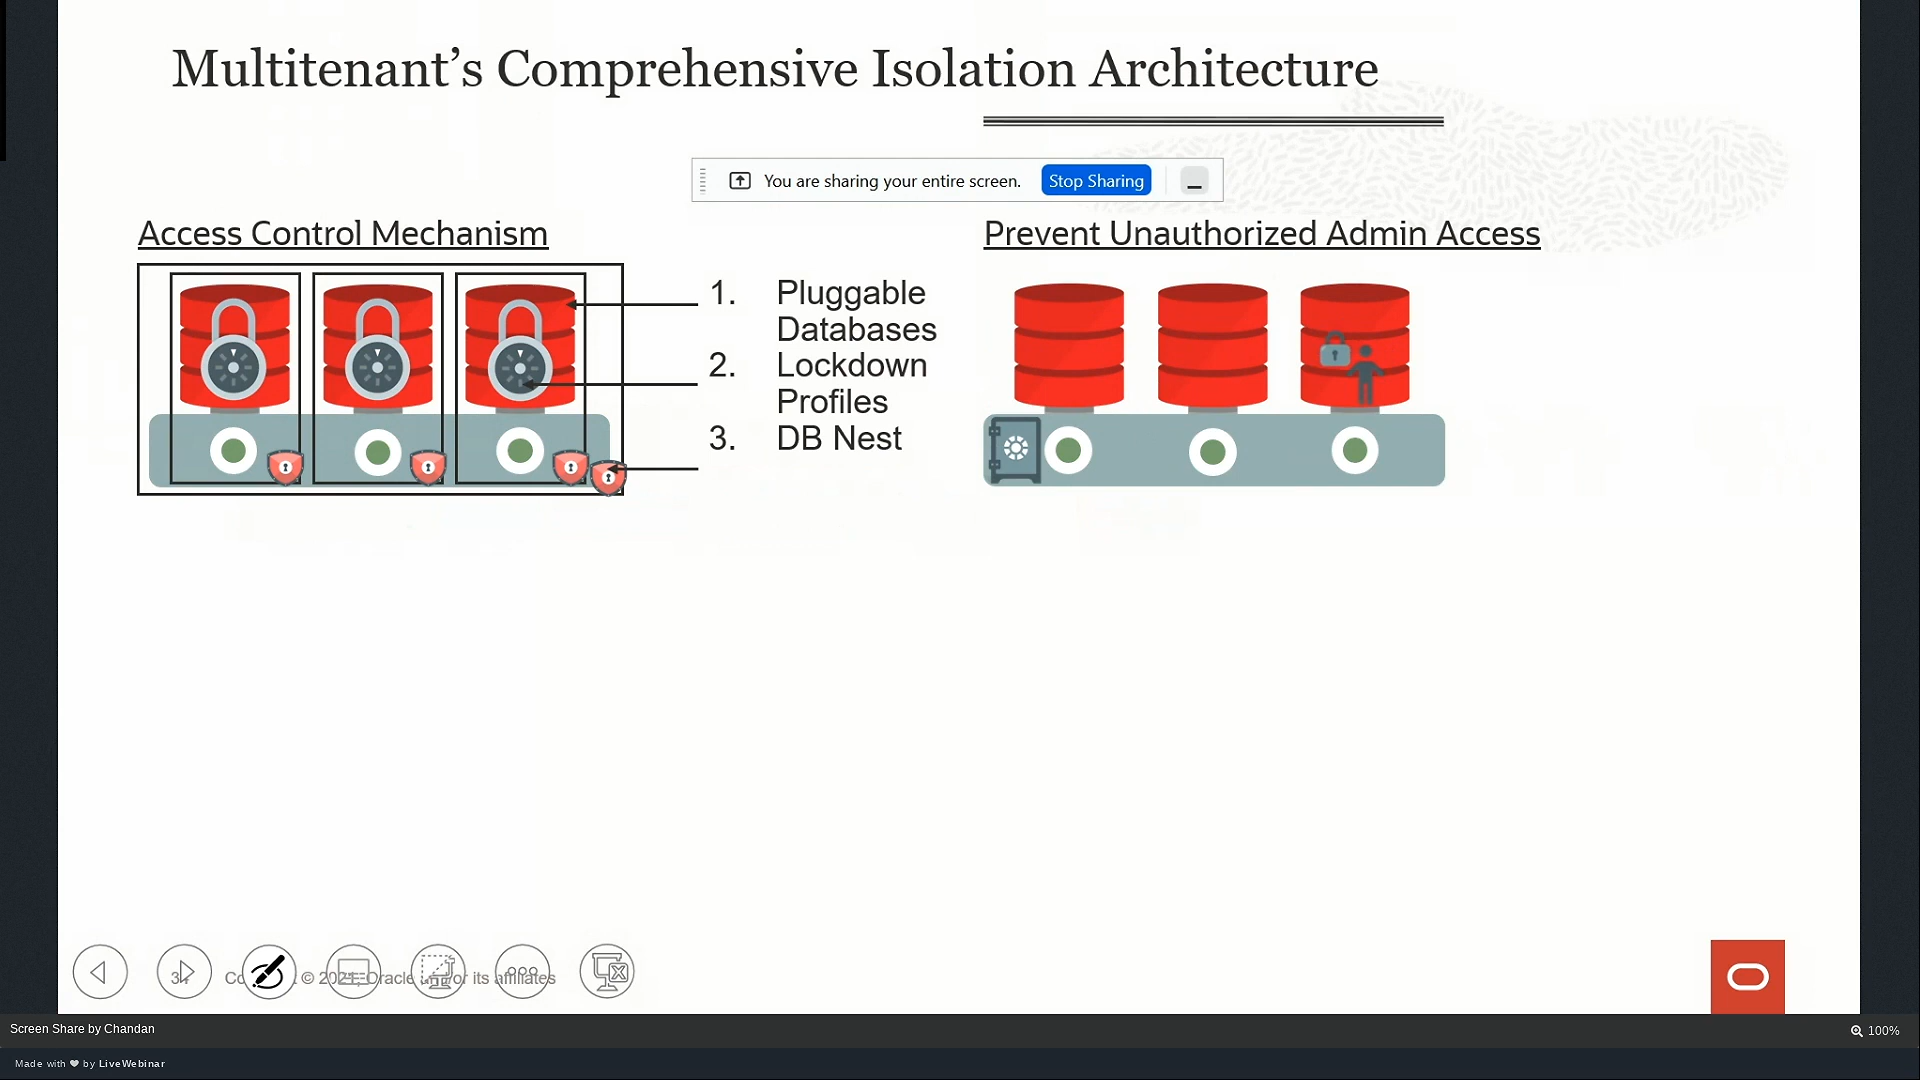 Multitenant’s Comprehensive Isolation Architecture
You are sharing your entire screen. Stop Sharing
Access Control Mechanism
1. Pluggable
Databases
2. Lockdown
Profiles
3. DB Nest
Prevent Unauthorized Admin Access
© 2021, Oracle and/or its affiliates
Screen Share by Chandan
100%
Made with ❤ by LiveWebinar